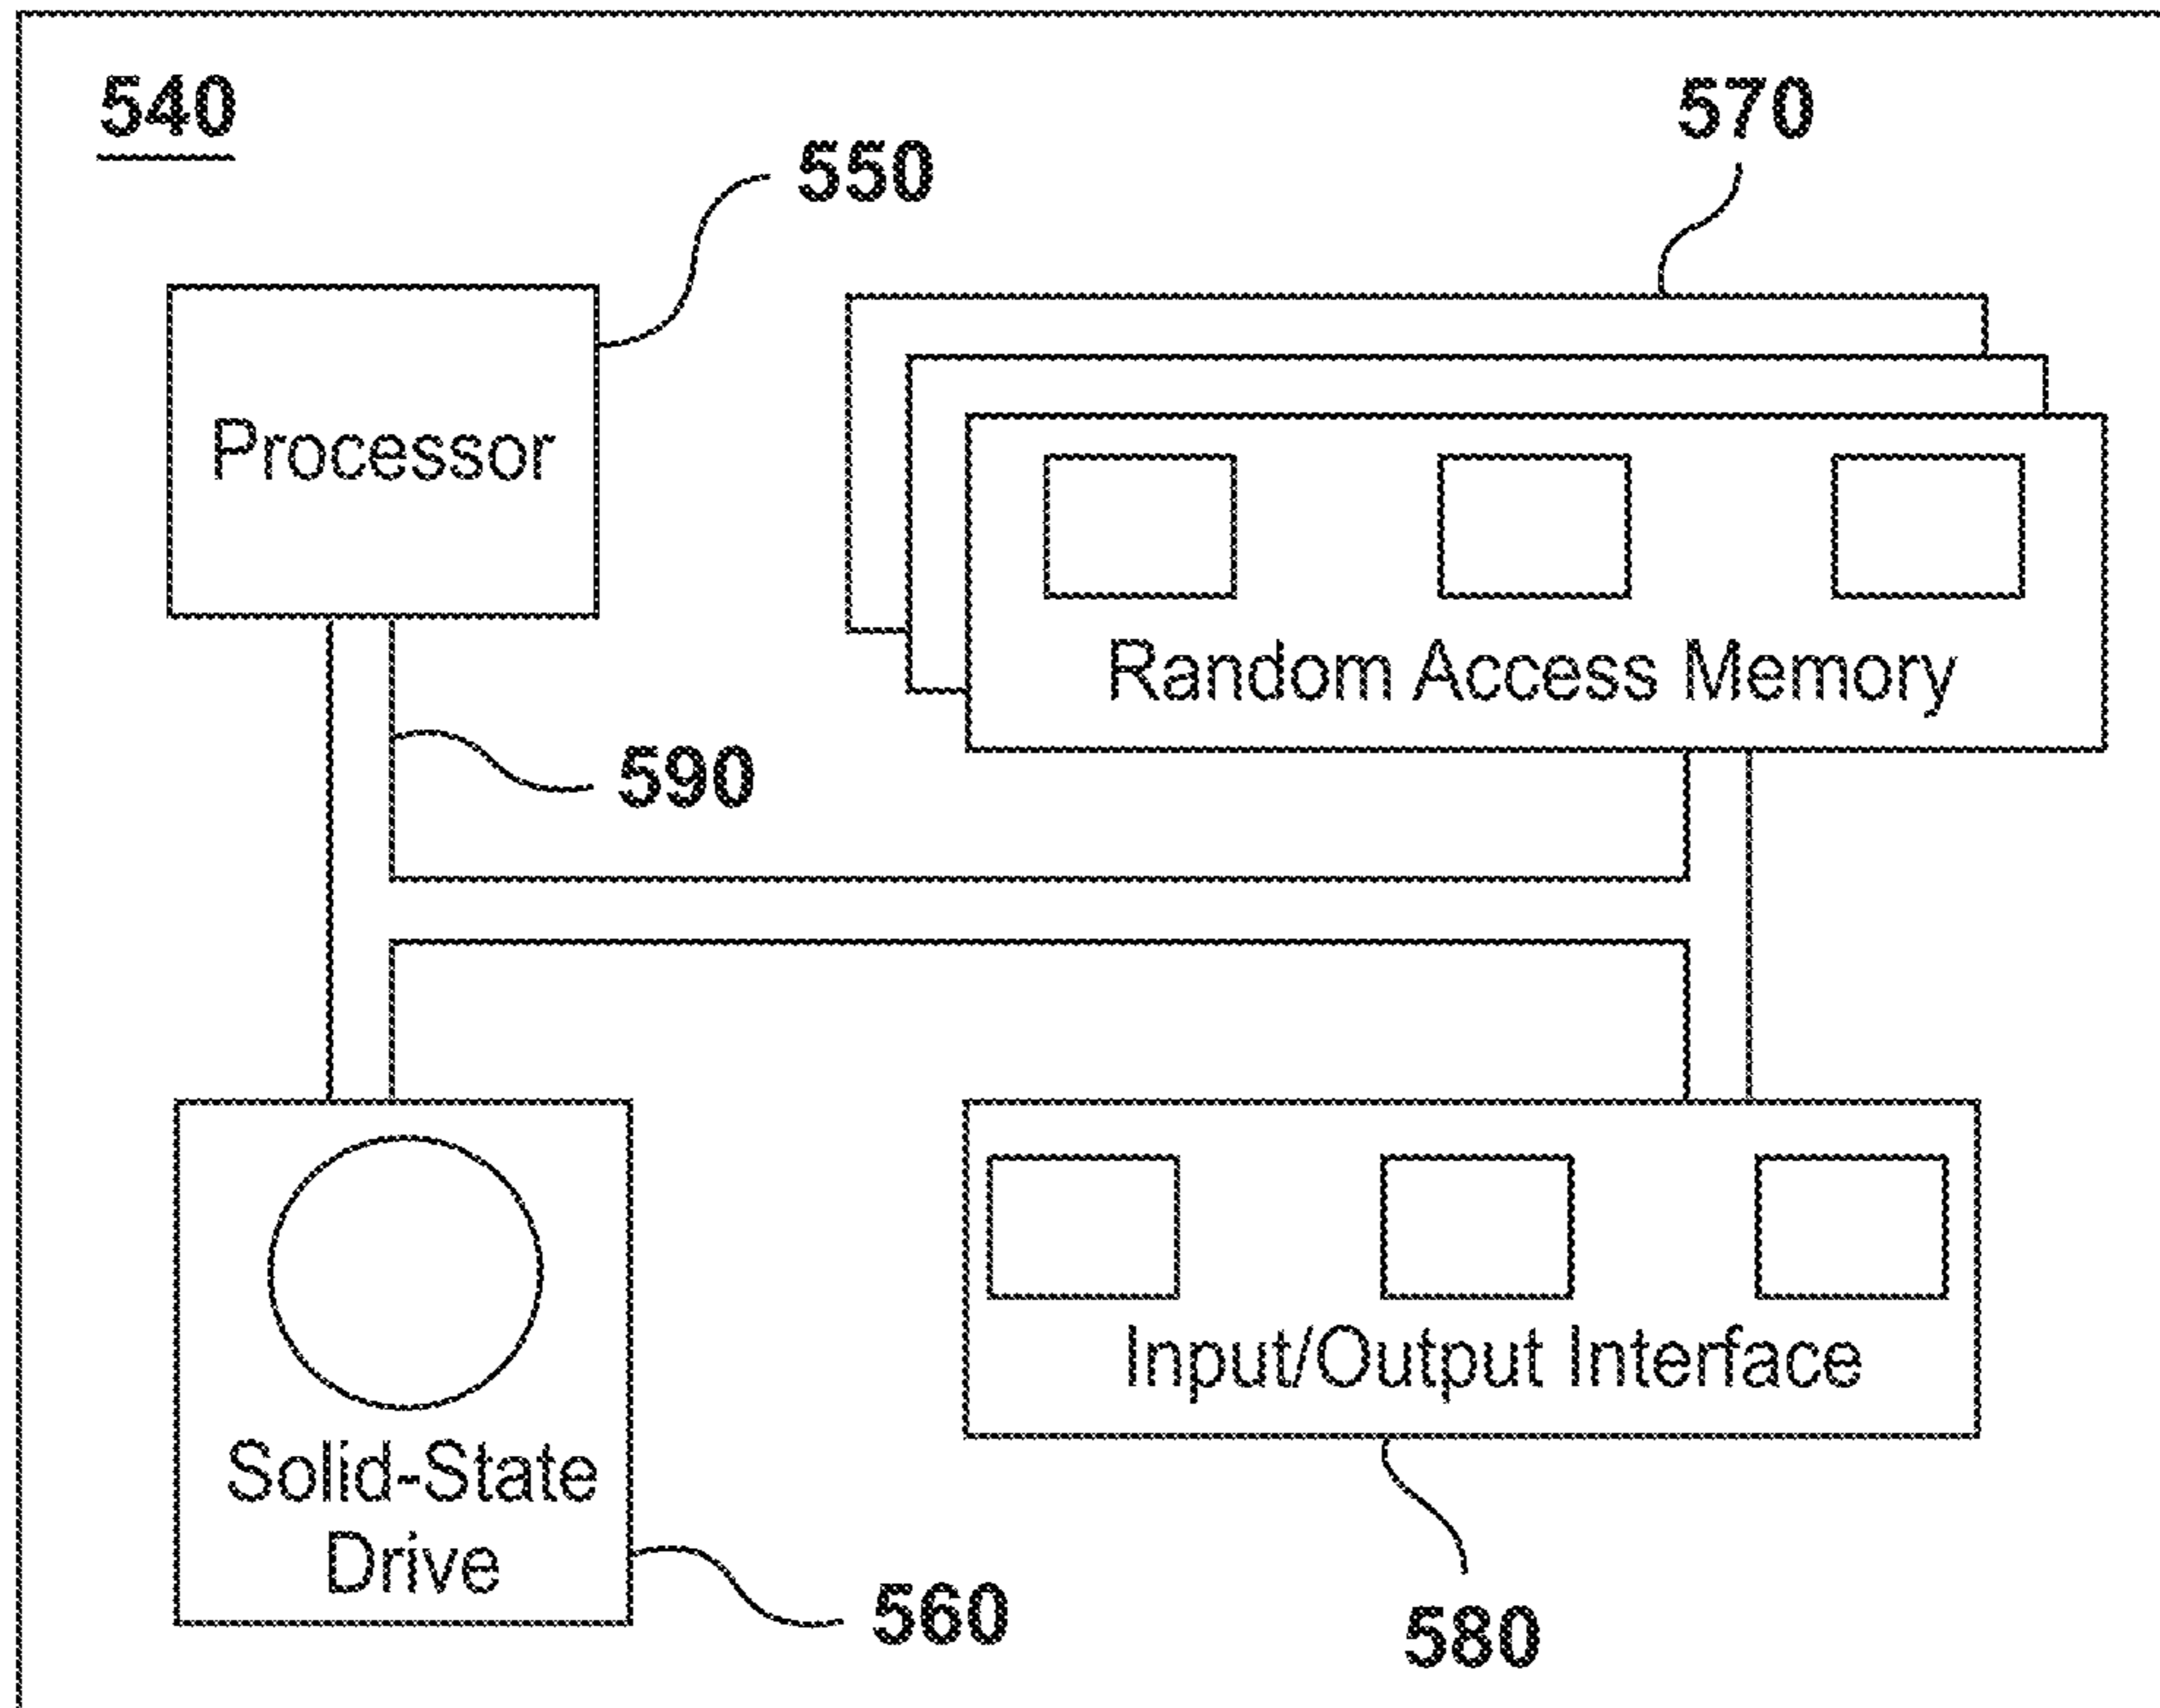 540
550
570
Processor
Random Access Memory
590
Solid-State
Drive
Input/Output Interface
560
580